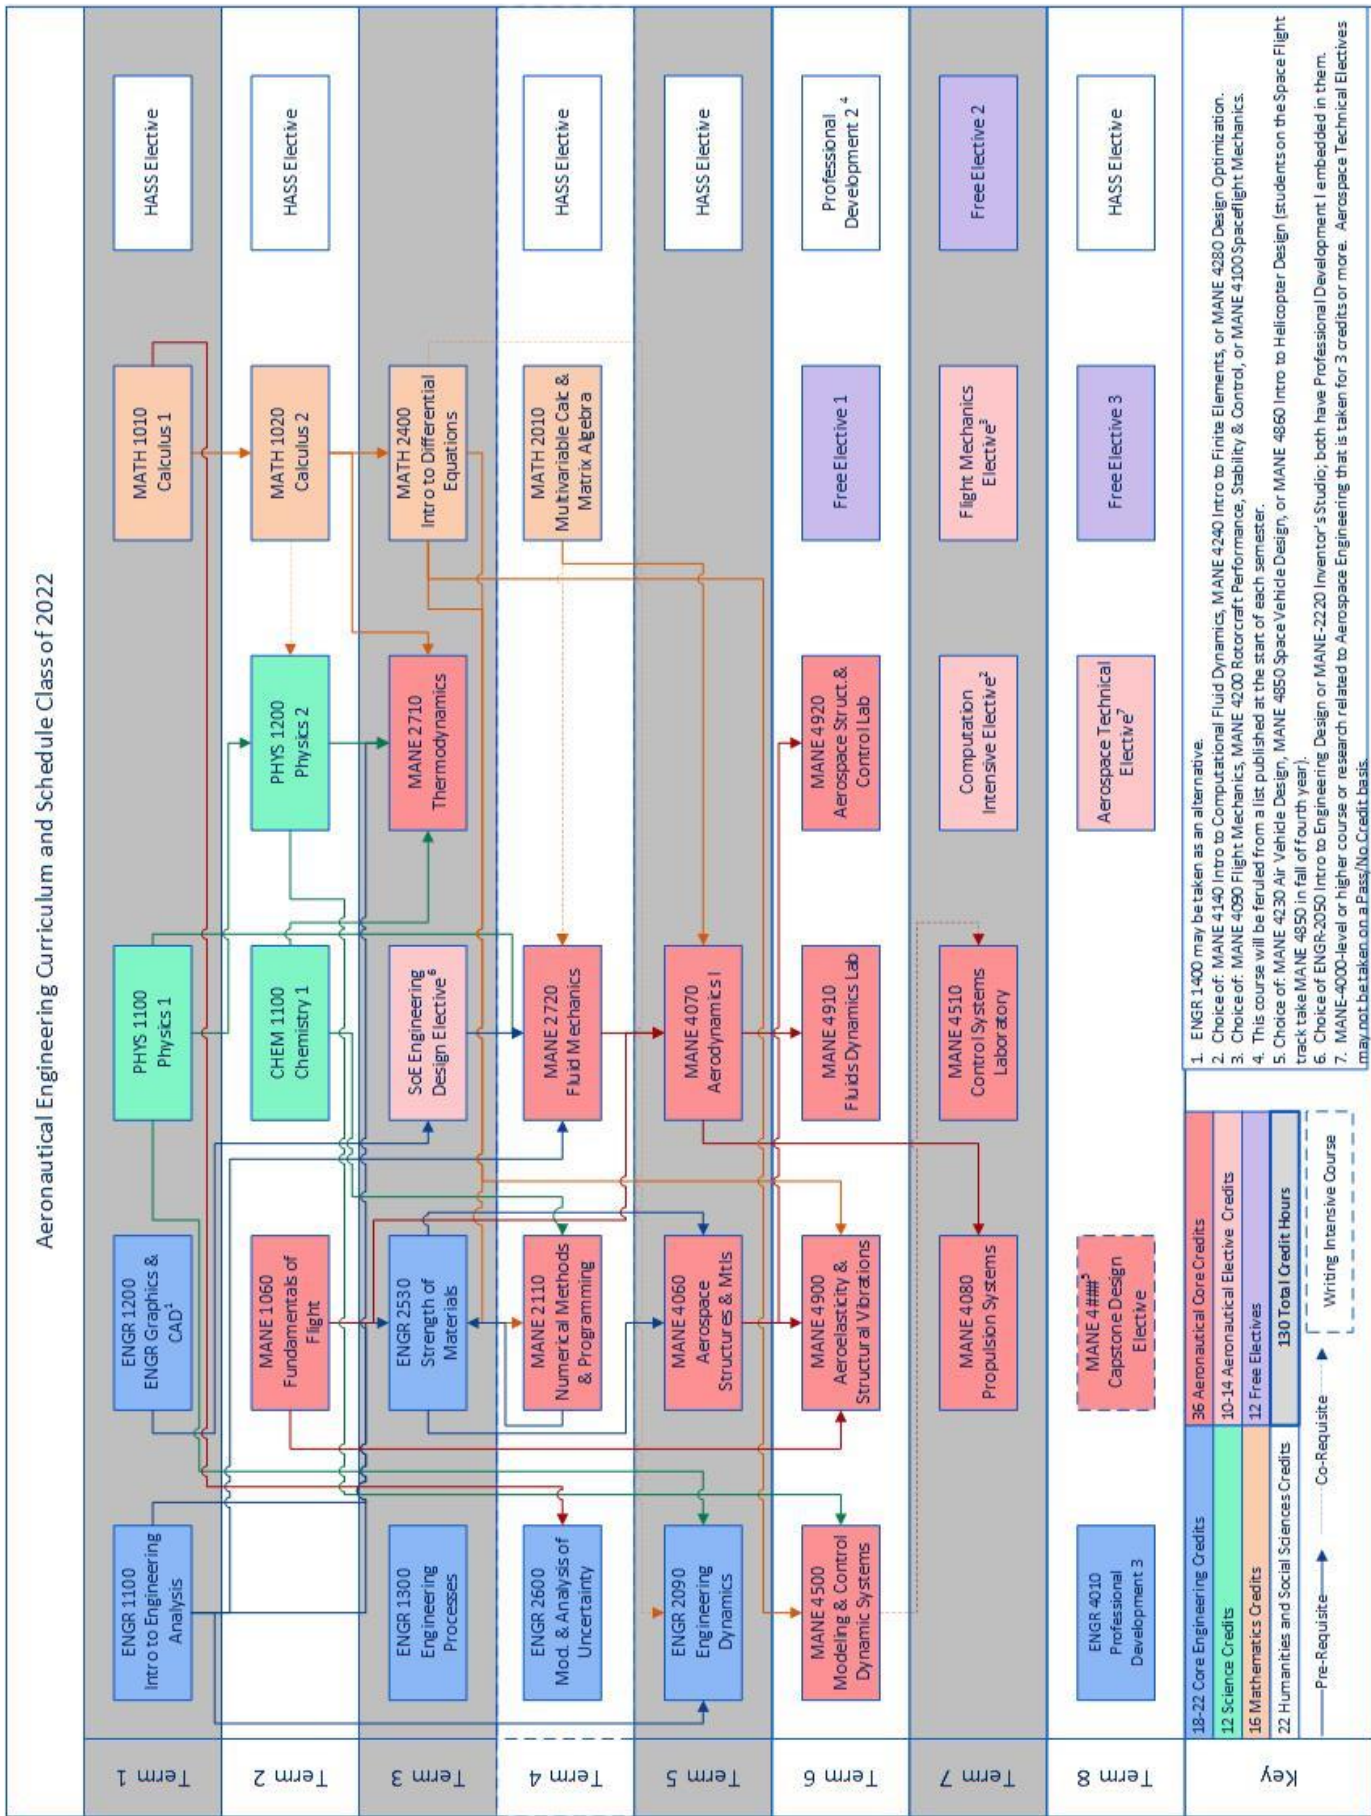 Aeronautical Engineering Curriculum and Schedule Class of 2022
Term 1
ENGR 1100
Intro to Engineering
Analysis
ENGR 1200
ENGR Graphics &
CAD¹
PHYS 1100
Physics 1
MATH 1010
Calculus 1
HASS Elective
Term 2
MANE 1060
Fundamentals of
Flight
CHEM 1100
Chemistry 1
PHYS 1200
Physics 2
MATH 1020
Calculus 2
HASS Elective
Term 3
ENGR 1300
Engineering
Processes
ENGR 2530
Strength of
Materials
SoE Engineering
Design Elective⁶
MANE 2710
Thermodynamics
MATH 2400
Intro to Differential
Equations
Term 4
ENGR 2600
Mod. & Analysis of
Uncertainty
MANE 2110
Numerical Methods
& Programming
MANE 2720
Fluid Mechanics
MATH 2010
Multivariable Calc &
Matrix Algebra
HASS Elective
Term 5
ENGR 2090
Engineering
Dynamics
MANE 4060
Aerospace
Structures & Mtls
MANE 4070
Aerodynamics I
HASS Elective
Term 6
MANE 4500
Modeling & Control
Dynamic Systems
MANE 4900
Aeroelasticity &
Structural Vibrations
MANE 4910
Fluids Dynamics Lab
MANE 4920
Aerospace Struct.&
Control Lab
Free Elective 1
Professional
Development 2 ⁴
Term 7
MANE 4080
Propulsion Systems
MANE 4510
Control Systems
Laboratory
Computation
Intensive Elective²
Flight Mechanics
Elective³
Free Elective 2
Term 8
ENGR 4010
Professional
Development 3
MANE 4###⁵
Capstone Design
Elective
Aerospace Technical
Elective⁷
Free Elective 3
HASS Elective
Key
18-22 Core Engineering Credits
36 Aeronautical Core Credits
12 Science Credits
10-14 Aeronautical Elective Credits
16 Mathematics Credits
12 Free Electives
22 Humanities and Social Sciences Credits
130 Total Credit Hours
Pre-Requisite
Co-Requisite
Writing Intensive Course
1. ENGR 1400 may be taken as an alternative.
2. Choice of: MANE 4140 Intro to Computational Fluid Dynamics, MANE 4240 Intro to Finite Elements, or MANE 4280 Design Optimization.
3. Choice of: MANE 4090 Flight Mechanics, MANE 4200 Rotorcraft Performance, Stability & Control, or MANE 4100 Spaceflight Mechanics.
4. This course will be feruled from a list published at the start of each semester.
5. Choice of: MANE 4230 Air Vehicle Design, MANE 4850 Space Vehicle Design, or MANE 4860 Intro to Helicopter Design (students on the Space Flight
track take MANE 4850 in fall of fourth year).
6. Choice of ENGR-2050 Intro to Engineering Design or MANE-2220 Inventor's Studio; both have Professional Development I embedded in them.
7. MANE-4000-level or higher course or research related to Aerospace Engineering that is taken for 3 credits or more. Aerospace Technical Electives
may not be taken on a Pass/No Credit basis.